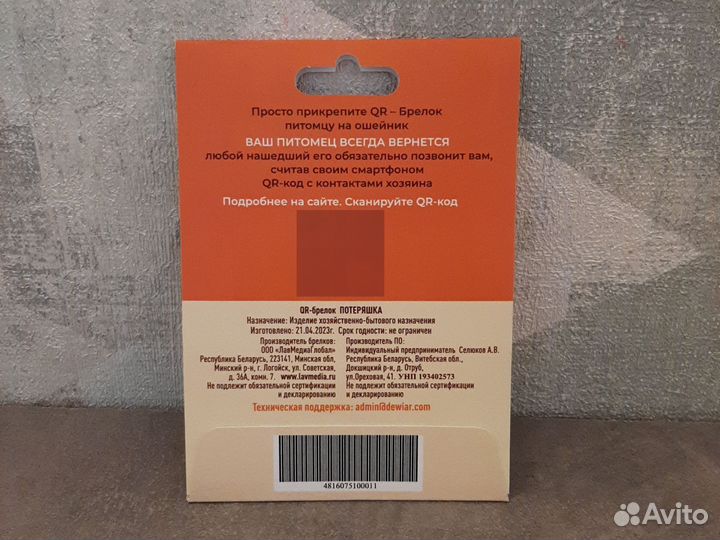 Просто прикрепите QR – Брелок
питомцу на ошейник
ВАШ ПИТОМЕЦ ВСЕГДА ВЕРНЕТСЯ
любой нашедший его обязательно позвонит вам,
считав своим смартфоном
QR-код с контактами хозяина
Подробнее на сайте. Сканируйте QR-код
QR-брелок ПОТЕРЯШКА
Назначение: Изделие хозяйственно-бытового назначения
Изготовлено: 21.04.2023г. Срок годности: не ограничен
Производитель брелков:
ООО «ЛавМедиаГлобал»
Республика Беларусь, 223141, Минская обл,
Минский р-н, г. Логойск, ул. Советская,
д. 36А, ком. 7. www.lavmedia.ru
Не подлежит обязательной сертификации
и декларированию
Производитель ПО:
Индивидуальный предприниматель Селюков А.В.
Республика Беларусь, Витебская обл.,
Докшицкий р-н, д. Отруб,
ул.Ореховая, 41. УНП 193402573
Не подлежит обязательной сертификации
и декларированию
Техническая поддержка: admin@dewiar.com
4816075100011
Avito